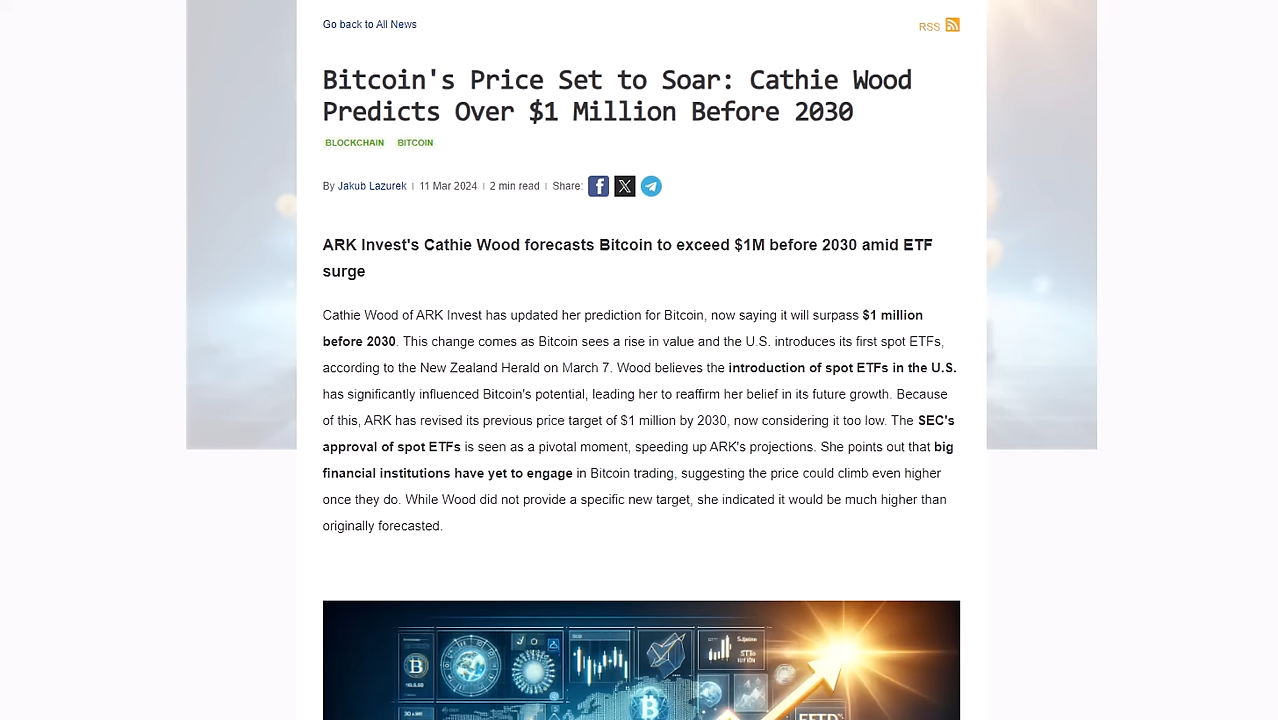 Go back to All News
RSS
Bitcoin's Price Set to Soar: Cathie Wood
Predicts Over $1 Million Before 2030
BLOCKCHAIN BITCOIN
By Jakub Lazurek | 11 Mar 2024 | 2 min read | Share:
ARK Invest's Cathie Wood forecasts Bitcoin to exceed $1M before 2030 amid ETF
surge
Cathie Wood of ARK Invest has updated her prediction for Bitcoin, now saying it will surpass $1 million
before 2030. This change comes as Bitcoin sees a rise in value and the U.S. introduces its first spot ETFs,
according to the New Zealand Herald on March 7. Wood believes the introduction of spot ETFs in the U.S.
has significantly influenced Bitcoin's potential, leading her to reaffirm her belief in its future growth. Because
of this, ARK has revised its previous price target of $1 million by 2030, now considering it too low. The SEC's
approval of spot ETFs is seen as a pivotal moment, speeding up ARK's projections. She points out that big
financial institutions have yet to engage in Bitcoin trading, suggesting the price could climb even higher
once they do. While Wood did not provide a specific new target, she indicated it would be much higher than
originally forecasted.